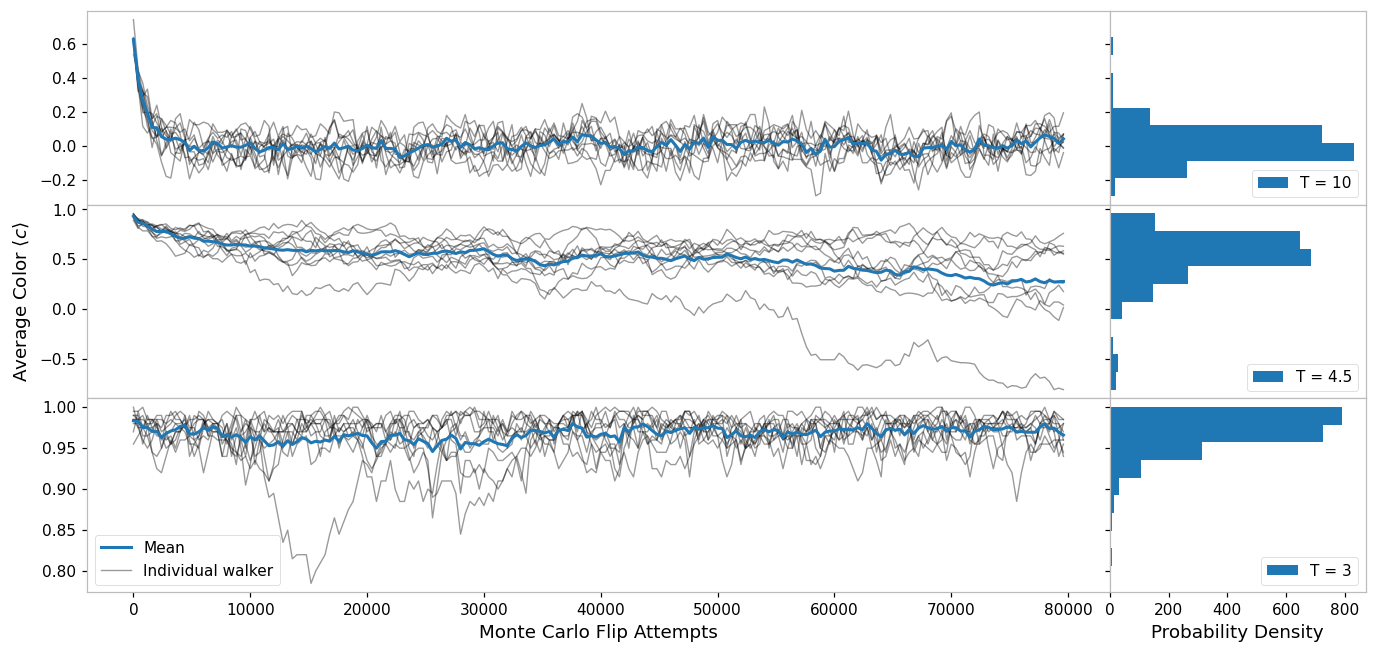 0.6
0.4
0.2
0.0
−0.2
T = 10
1.0
0.5
0.0
−0.5
T = 4.5
Average Color ⟨c⟩
1.00
0.95
0.90
0.85
0.80
Mean
Individual walker
T = 3
0 10000 20000 30000 40000 50000 60000 70000 80000
0 200 400 600 800
Monte Carlo Flip Attempts
Probability Density